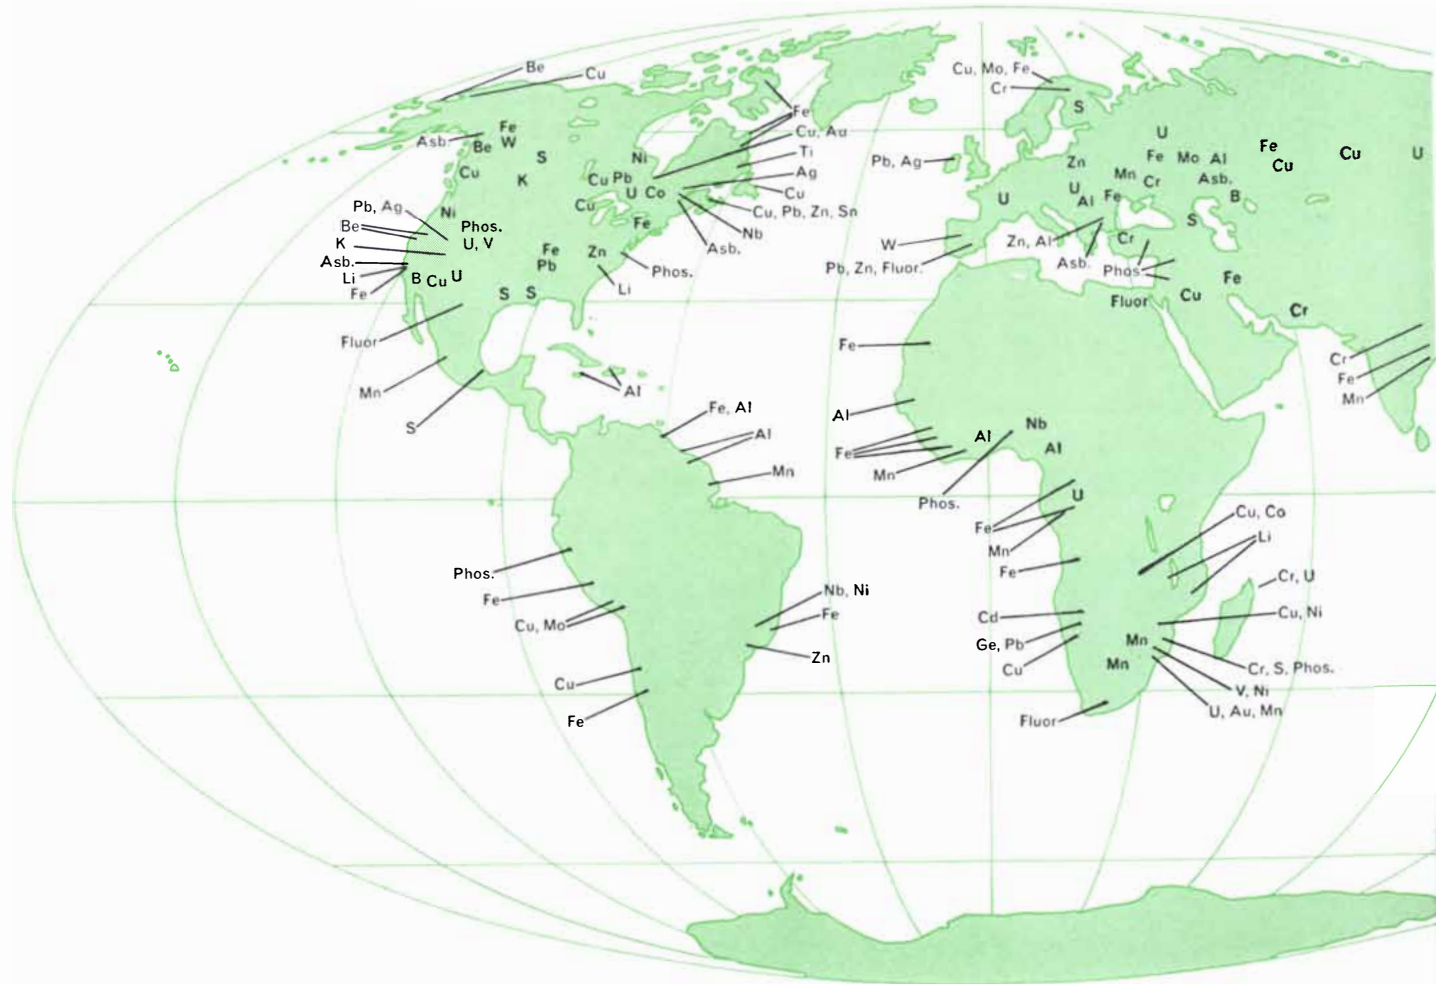 Be
Cu
Cu, Mo, Fe
Cr
S
Fe
Fe
W
Asb.
Be
S
Ni
Cu, Au
U
Ti
Pb, Ag
Zn
Fe
Mo
Al
Fe
Cu
Cu
U
Cu
K
Cu
Pb
Ag
Mn
Cr
Asb.
U
Co
Cu
U
U
Al
Fe
B
Pb, Ag
Ni
Cu
Cu, Pb, Zn, Sn
Be
Phos.
Fe
Nb
S
K
U, V
Fe
Zn
Asb.
W
Zn, Al
Cr
Asb.
Pb
Phos.
Pb, Zn, Fluor.
Asb.
Phos.
Li
B
Cu
U
Fe
Fe
S
S
Li
Fluor
Cu
Cr
Fluor
Fe
Cr
Mn
Al
Fe
Mn
S
Fe, Al
Al
Al
Al
Nb
Al
Fe
Mn
Mn
Phos.
U
Fe
Cu, Co
Mn
Li
Phos.
Fe
Cr, U
Fe
Nb, Ni
Cu, Mo
Fe
Cd
Cu, Ni
Zn
Ge, Pb
Mn
Cu
Cu
Mn
Cr, S, Phos.
Fe
V, Ni
Fluor
U, Au, Mn